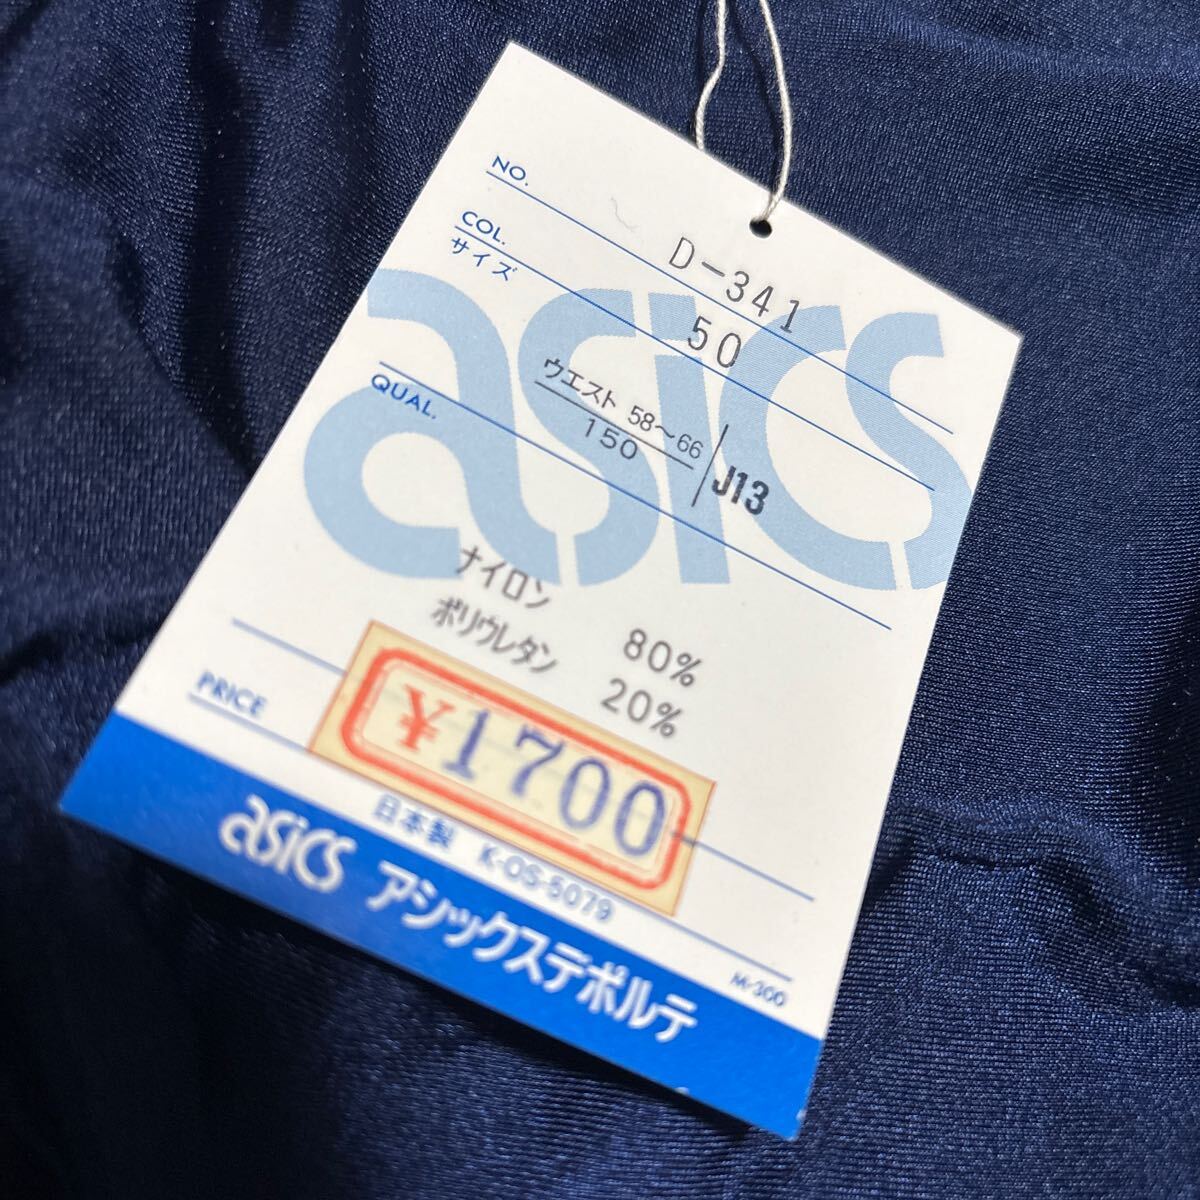 NO.
D-341
COL.
50
サイズ
ウエスト 58〜66
150
J13
asics
QUAL.
ナイロン 80%
ポリウレタン 20%
PRICE
¥1700
日本製 K-OS-5079
M-300
asics アシックスデポルテ